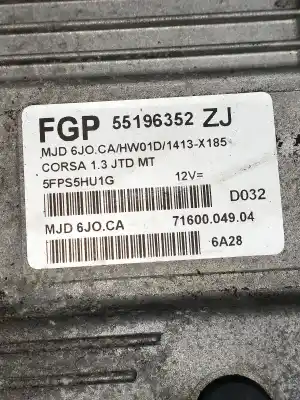 FGP 55196352 ZJ
MJD 6JO.CA/HW01D/1413-X185
CORSA 1.3 JTD MT
5FPS5HU1G 12V=
D032
MJD 6JO.CA 71600.049.04
6A28